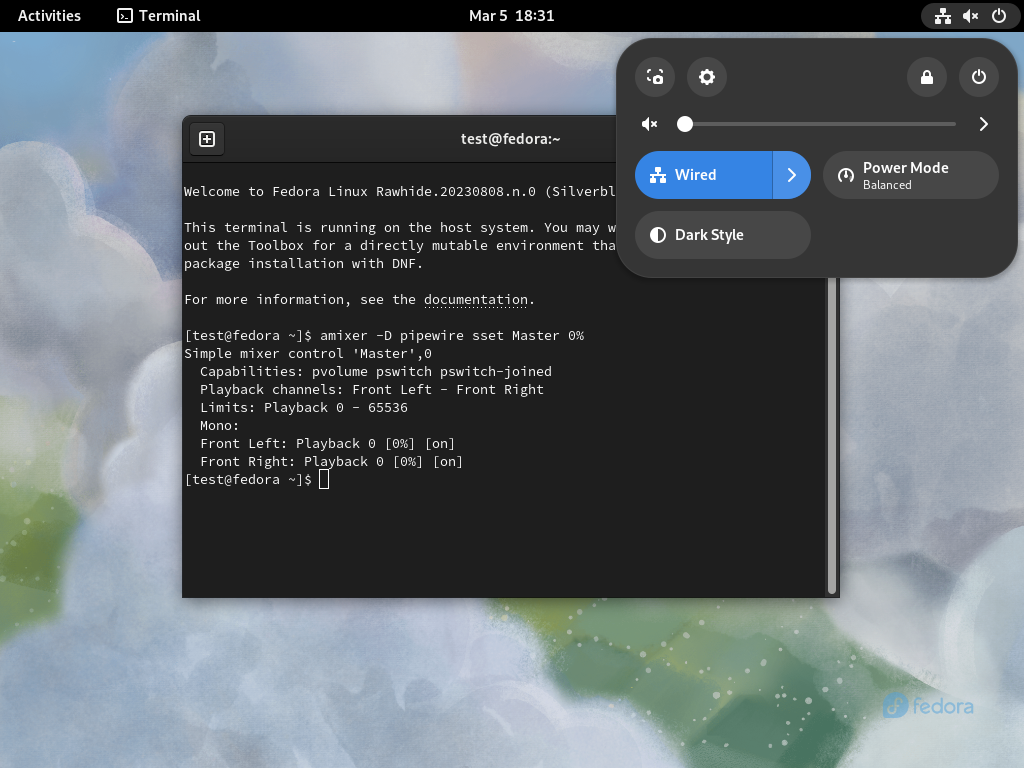 Activities Terminal Mar 5 18:31
test@fedora:~
Wired
Power Mode
Balanced
Dark Style
Welcome to Fedora Linux Rawhide.20230808.n.0 (Silverbl
This terminal is running on the host system. You may w
out the Toolbox for a directly mutable environment tha
package installation with DNF.
For more information, see the documentation.
[test@fedora ~]$ amixer -D pipewire sset Master 0%
Simple mixer control 'Master',0
Capabilities: pvolume pswitch pswitch-joined
Playback channels: Front Left - Front Right
Limits: Playback 0 - 65536
Mono:
Front Left: Playback 0 [0%] [on]
Front Right: Playback 0 [0%] [on]
[test@fedora ~]$
fedora